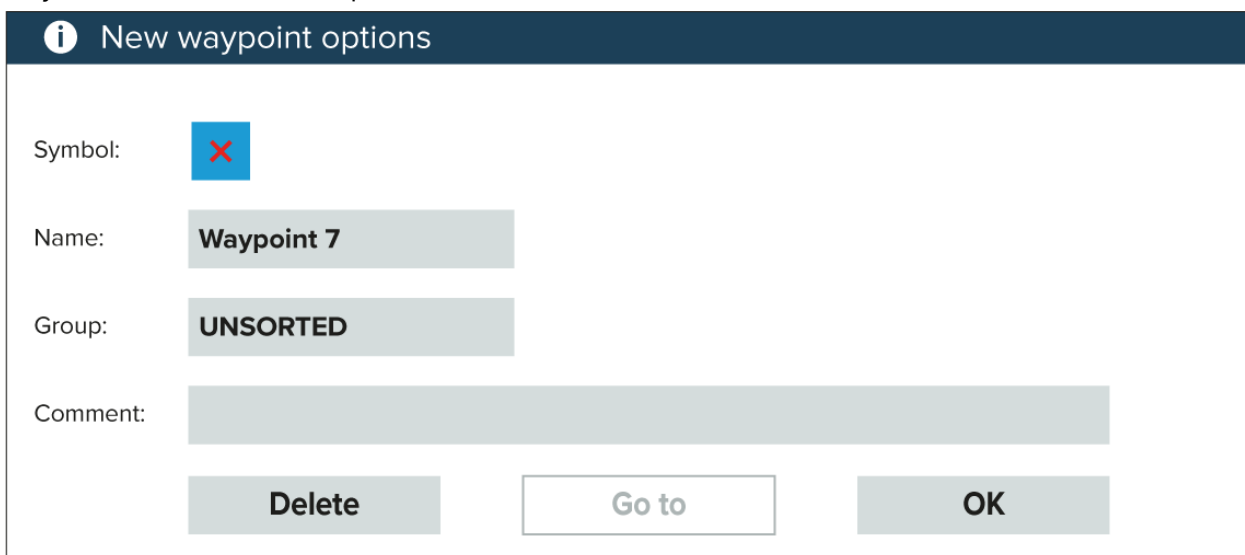 New waypoint options
Symbol:
Name: Waypoint 7
Group: UNSORTED
Comment:
Delete Go to OK